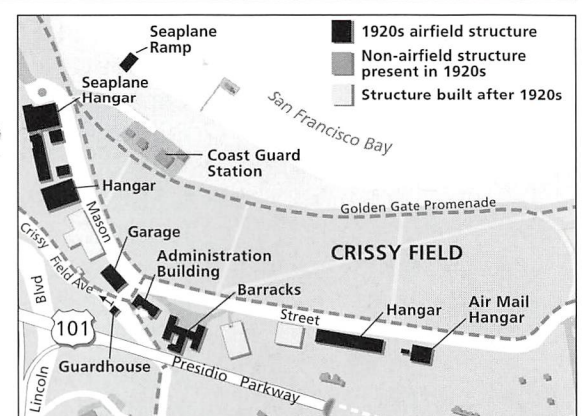 Seaplane
Ramp
1920s airfield structure
Non-airfield structure
present in 1920s
Structure built after 1920s
Seaplane
Hangar
San Francisco Bay
Coast Guard
Station
Hangar
Golden Gate Promenade
Mason
Crissy
Field Ave
Garage
CRISSY FIELD
Administration
Building
Barracks
Blvd
Street
Hangar
Air Mail
Hangar
101
Guardhouse
Presidio Parkway
Lincoln